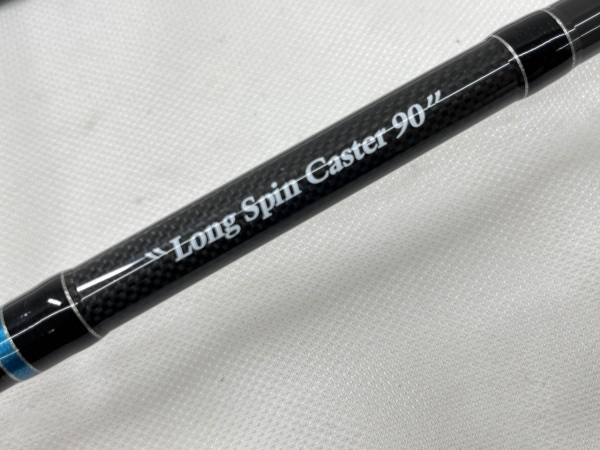 “Long Spin Caster 90”